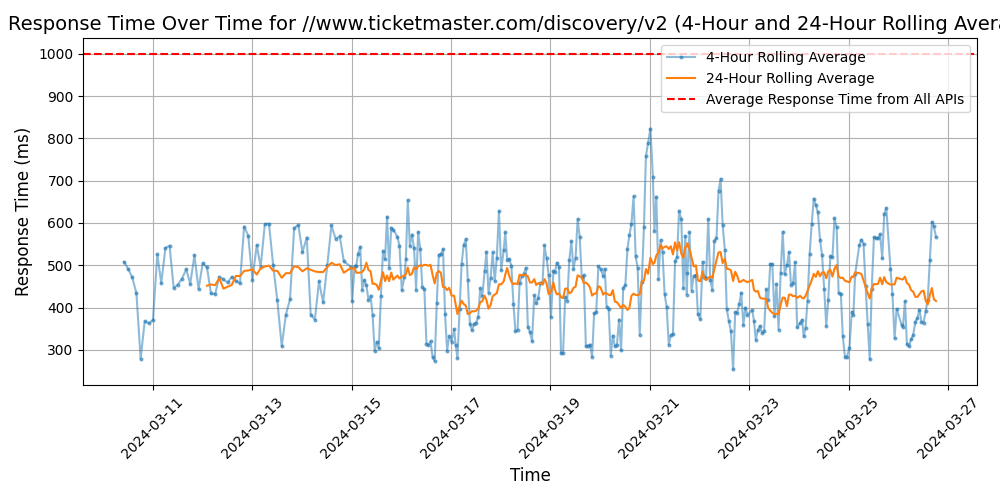 Response Time Over Time for //www.ticketmaster.com/discovery/v2 (4-Hour and 24-Hour Rolling Avera
4-Hour Rolling Average
24-Hour Rolling Average
Average Response Time from All APIs
Response Time (ms)
1000
900
800
700
600
500
400
300
2024-03-11
2024-03-13
2024-03-15
2024-03-17
2024-03-19
2024-03-21
2024-03-23
2024-03-25
2024-03-27
Time